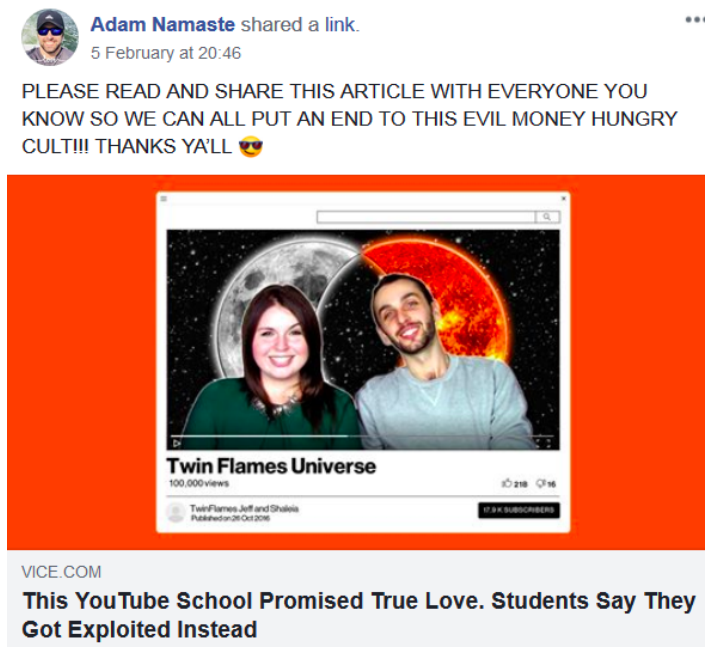 Adam Namaste shared a link.
5 February at 20:46
PLEASE READ AND SHARE THIS ARTICLE WITH EVERYONE YOU
KNOW SO WE CAN ALL PUT AN END TO THIS EVIL MONEY HUNGRY
CULT!!! THANKS YA'LL 😎
Twin Flames Universe
100,000 views
218 16
TwinFlames Jeff and Shaleia
Published on 26 Oct 2016
17.9 K SUBSCRIBERS
VICE.COM
This YouTube School Promised True Love. Students Say They
Got Exploited Instead